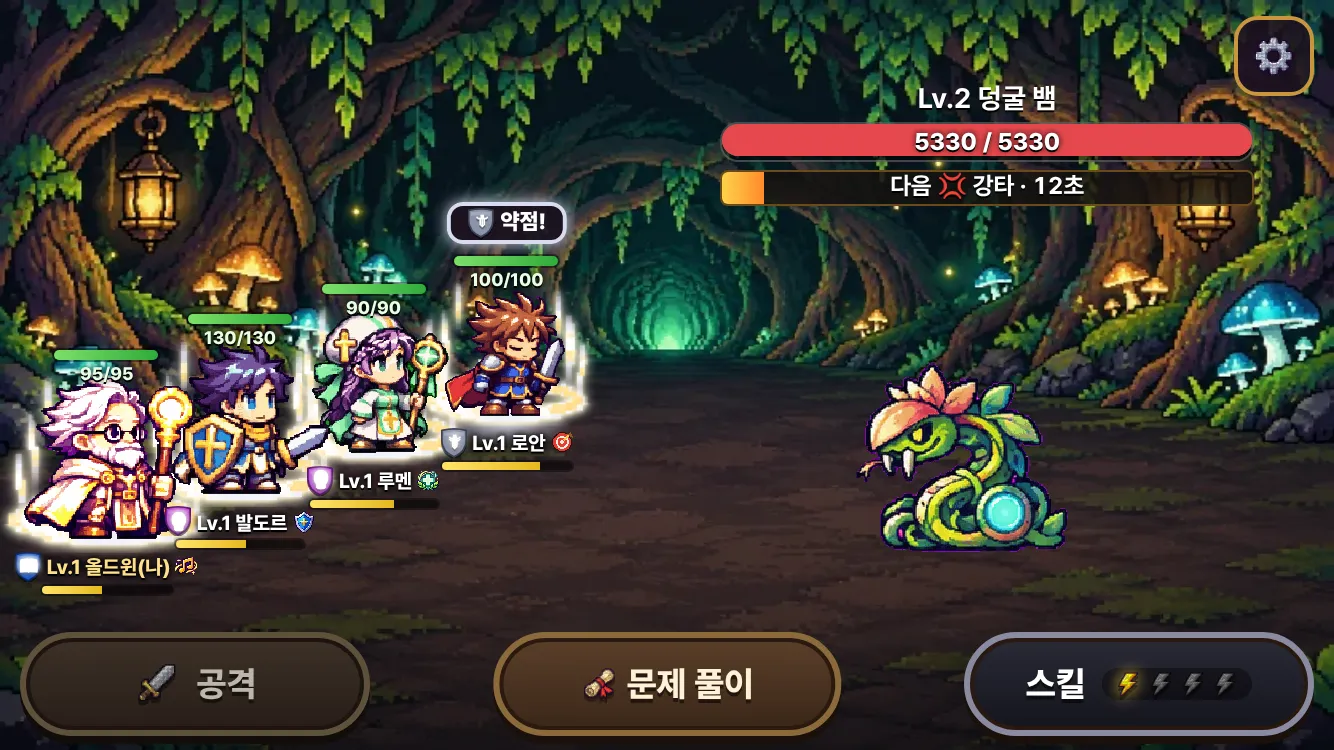 Lv.2 덩굴 뱀
5330 / 5330
다음 강타 · 12초
약점!
100/100
90/90
130/130
95/95
Lv.1 로안
Lv.1 루멘
Lv.1 발도르
Lv.1 올드윈(나)
공격
문제 풀이
스킬